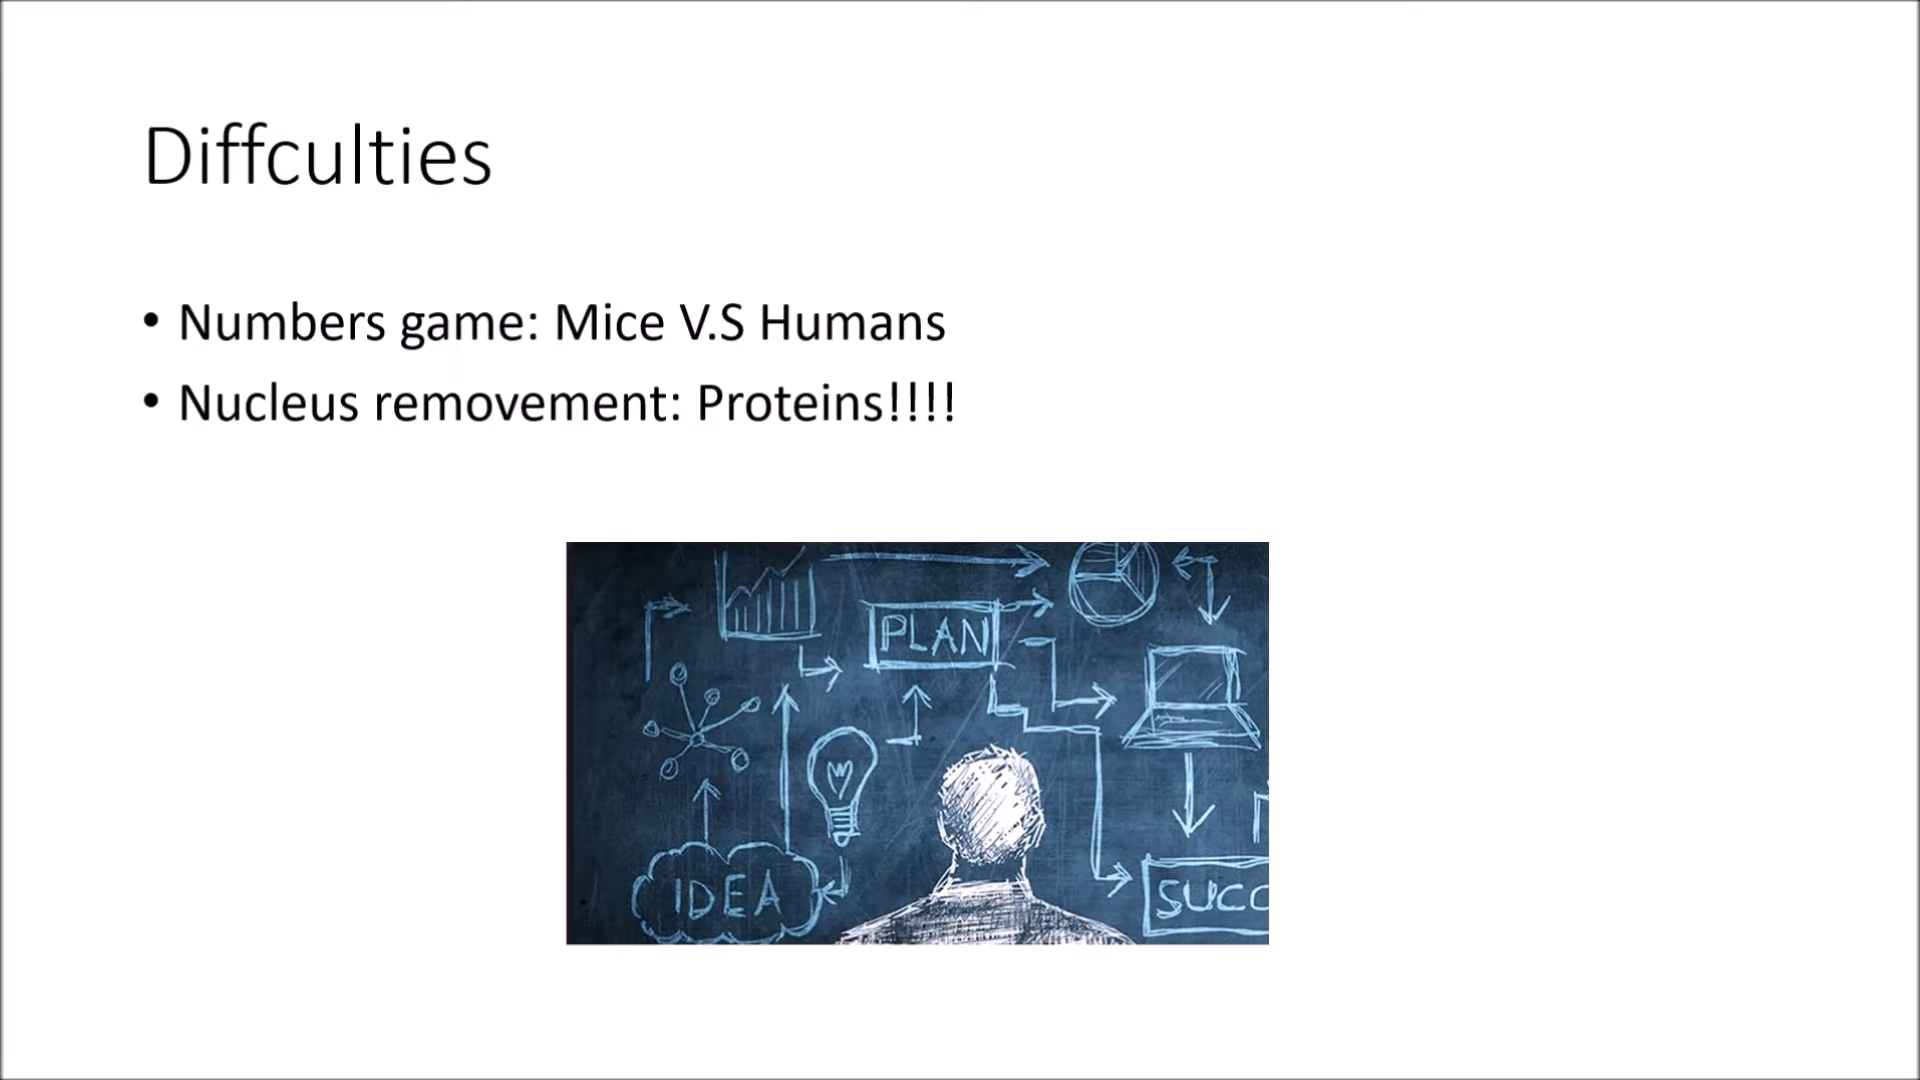 Diffculties
• Numbers game: Mice V.S Humans
• Nucleus removement: Proteins!!!!
PLAN
IDEA
SUCC